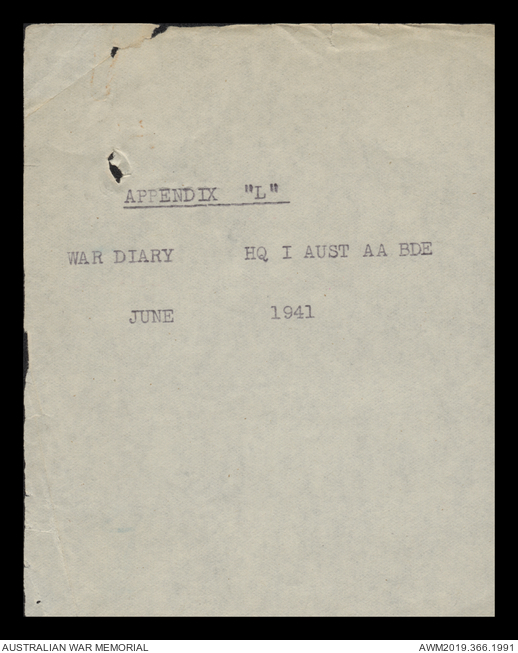 APPENDIX "L"
WAR DIARY HQ I AUST AA BDE
JUNE 1941
AUSTRALIAN WAR MEMORIAL AWM2019.366.1991